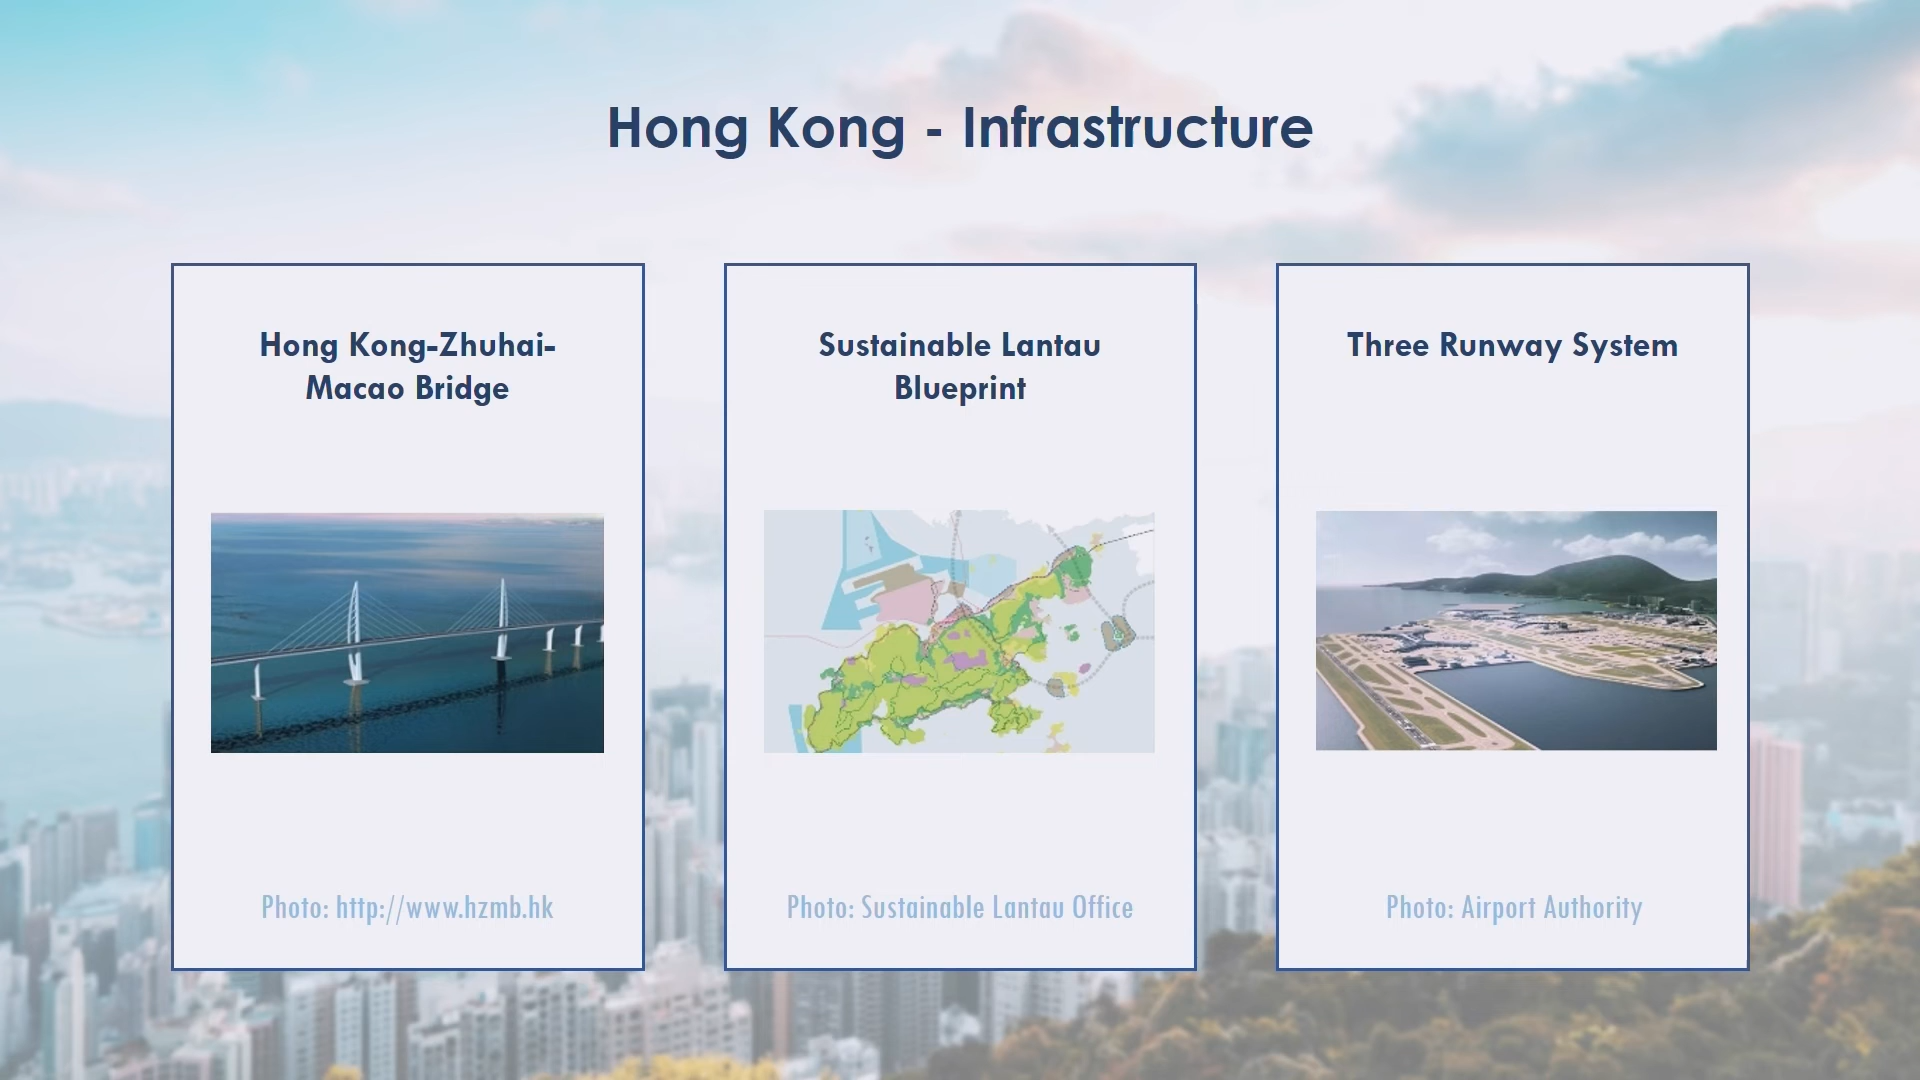 Hong Kong - Infrastructure
Hong Kong-Zhuhai-
Macao Bridge
Photo: http://www.hzmb.hk
Sustainable Lantau
Blueprint
Photo: Sustainable Lantau Office
Three Runway System
Photo: Airport Authority